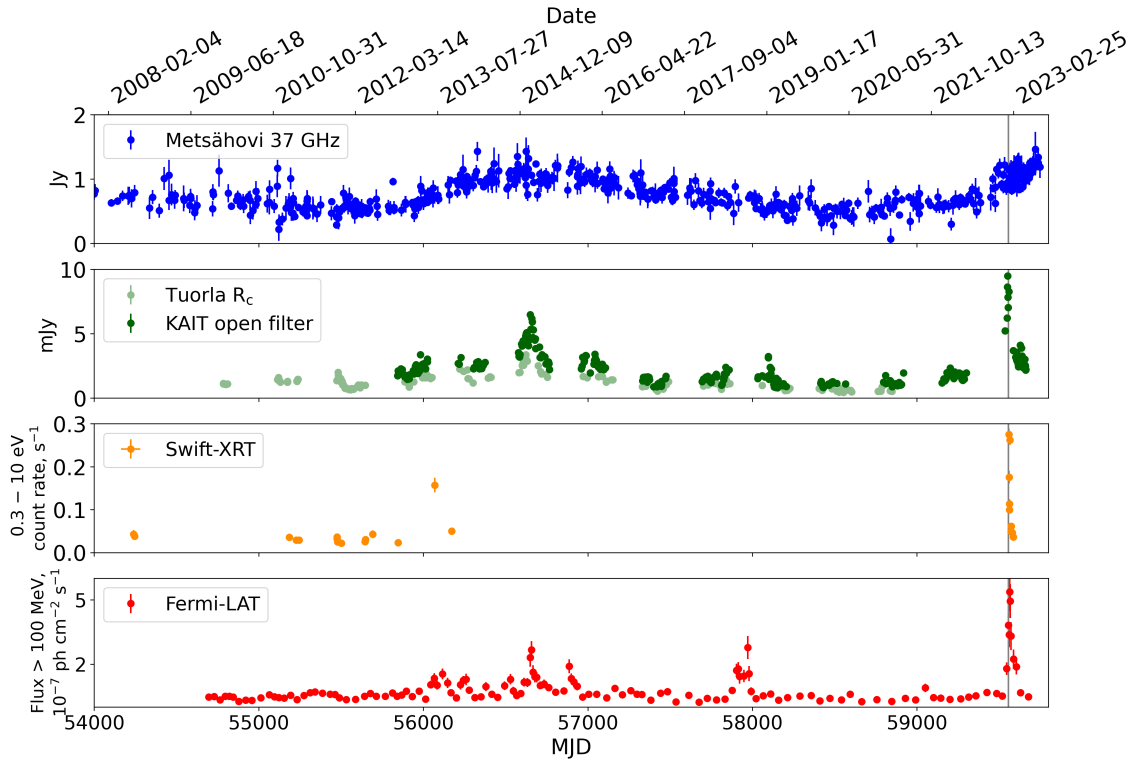 Date
2008-02-04 2009-06-18 2010-10-31 2012-03-14 2013-07-27 2014-12-09 2016-04-22 2017-09-04 2019-01-17 2020-05-31 2021-10-13 2023-02-25
2
1
0
Jy
Metsähovi 37 GHz
10
5
0
mJy
Tuorla Rc
KAIT open filter
0.3
0.2
0.1
0.0
0.3 − 10 eV
count rate, s⁻¹
Swift-XRT
5
2
Flux > 100 MeV,
10⁻⁷ ph cm⁻² s⁻¹
Fermi-LAT
54000 55000 56000 57000 58000 59000
MJD